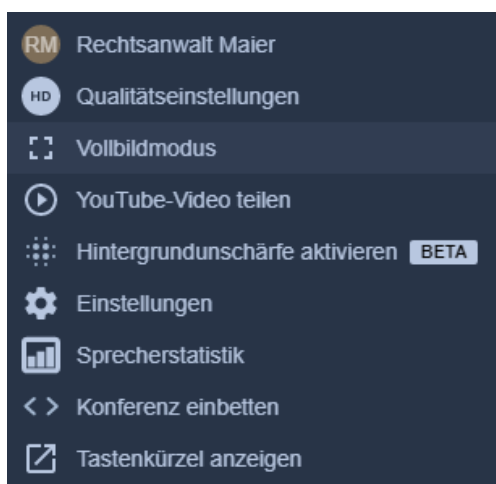 RM Rechtsanwalt Maier
HD Qualitätseinstellungen
Vollbildmodus
YouTube-Video teilen
Hintergrundunschärfe aktivieren BETA
Einstellungen
Sprecherstatistik
Konferenz einbetten
Tastenkürzel anzeigen